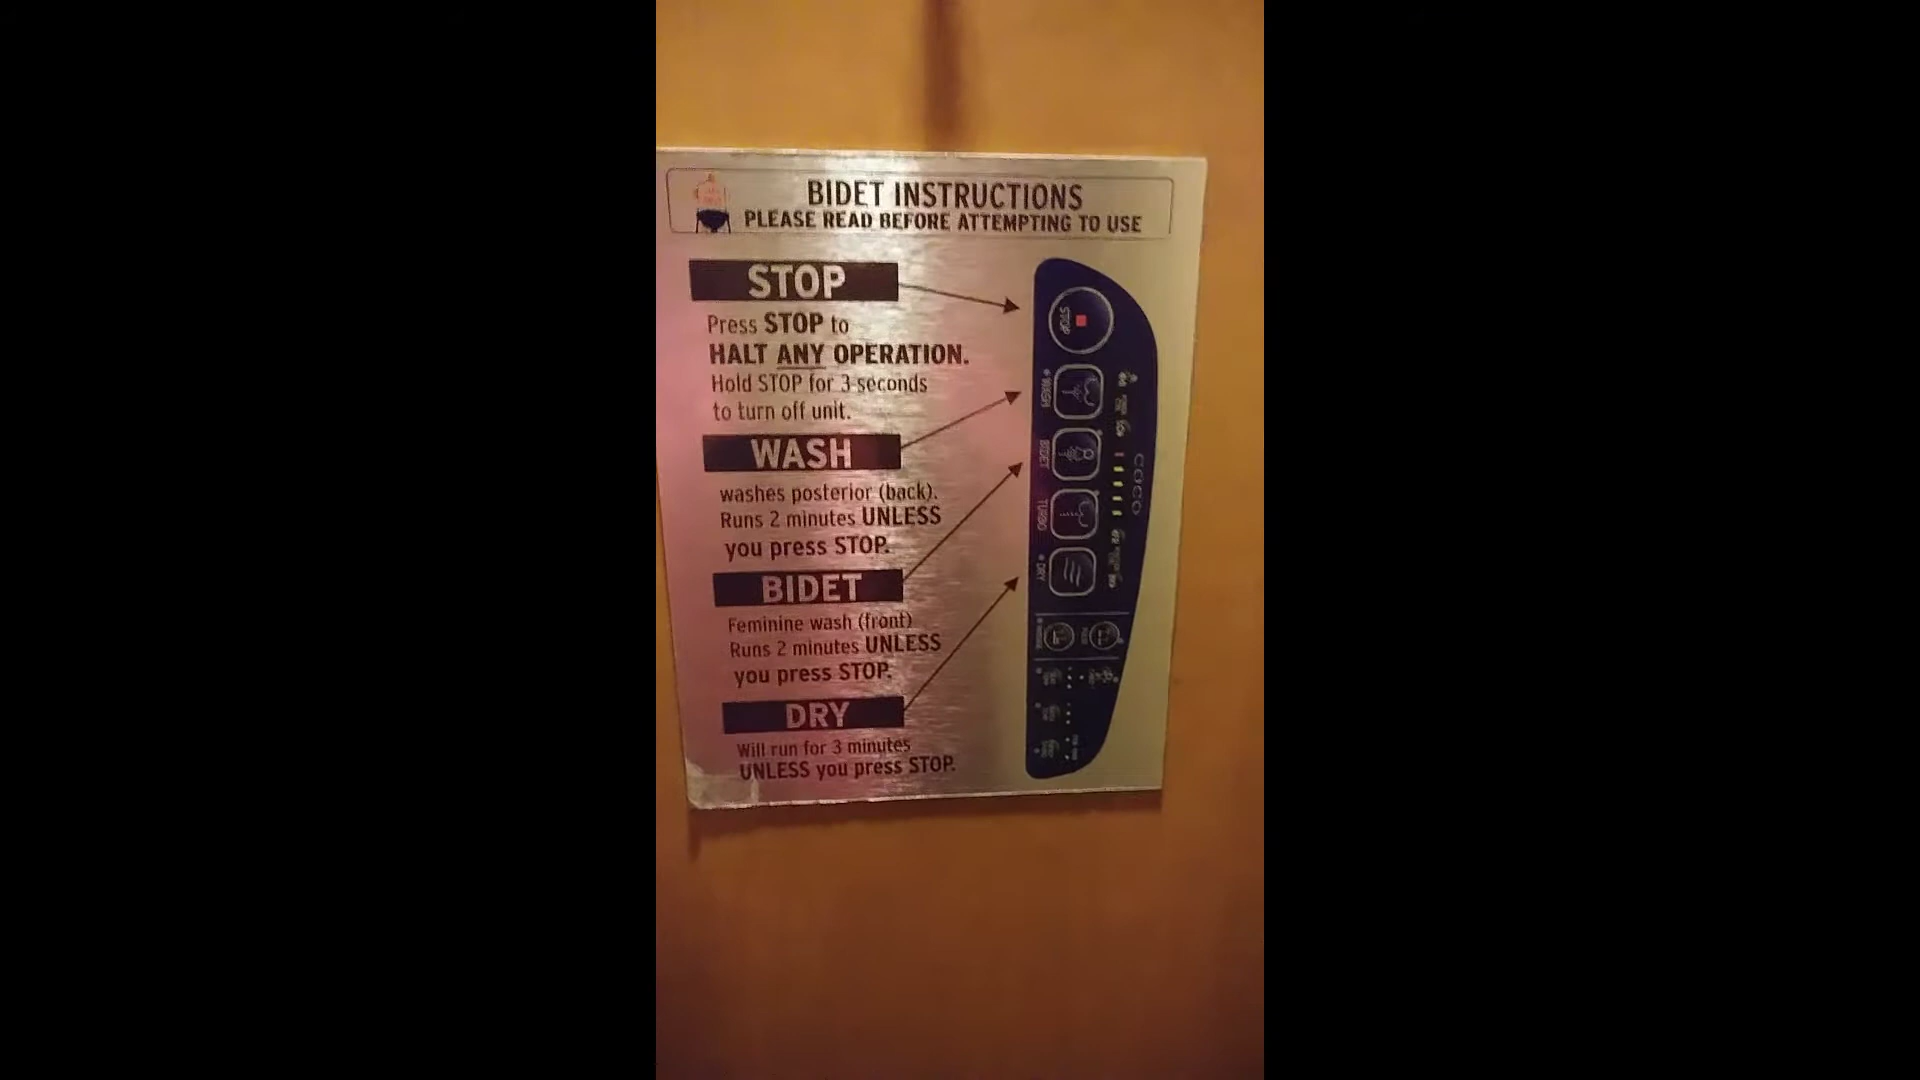 BIDET INSTRUCTIONS
PLEASE READ BEFORE ATTEMPTING TO USE
STOP
Press STOP to
HALT ANY OPERATION.
Hold STOP for 3 seconds
to turn off unit.
WASH
washes posterior (back).
Runs 2 minutes UNLESS
you press STOP.
BIDET
Feminine wash (front)
Runs 2 minutes UNLESS
you press STOP.
DRY
Will run for 3 minutes
UNLESS you press STOP.
STOP
WASH
BIDET
TURBO
DRY
COCO